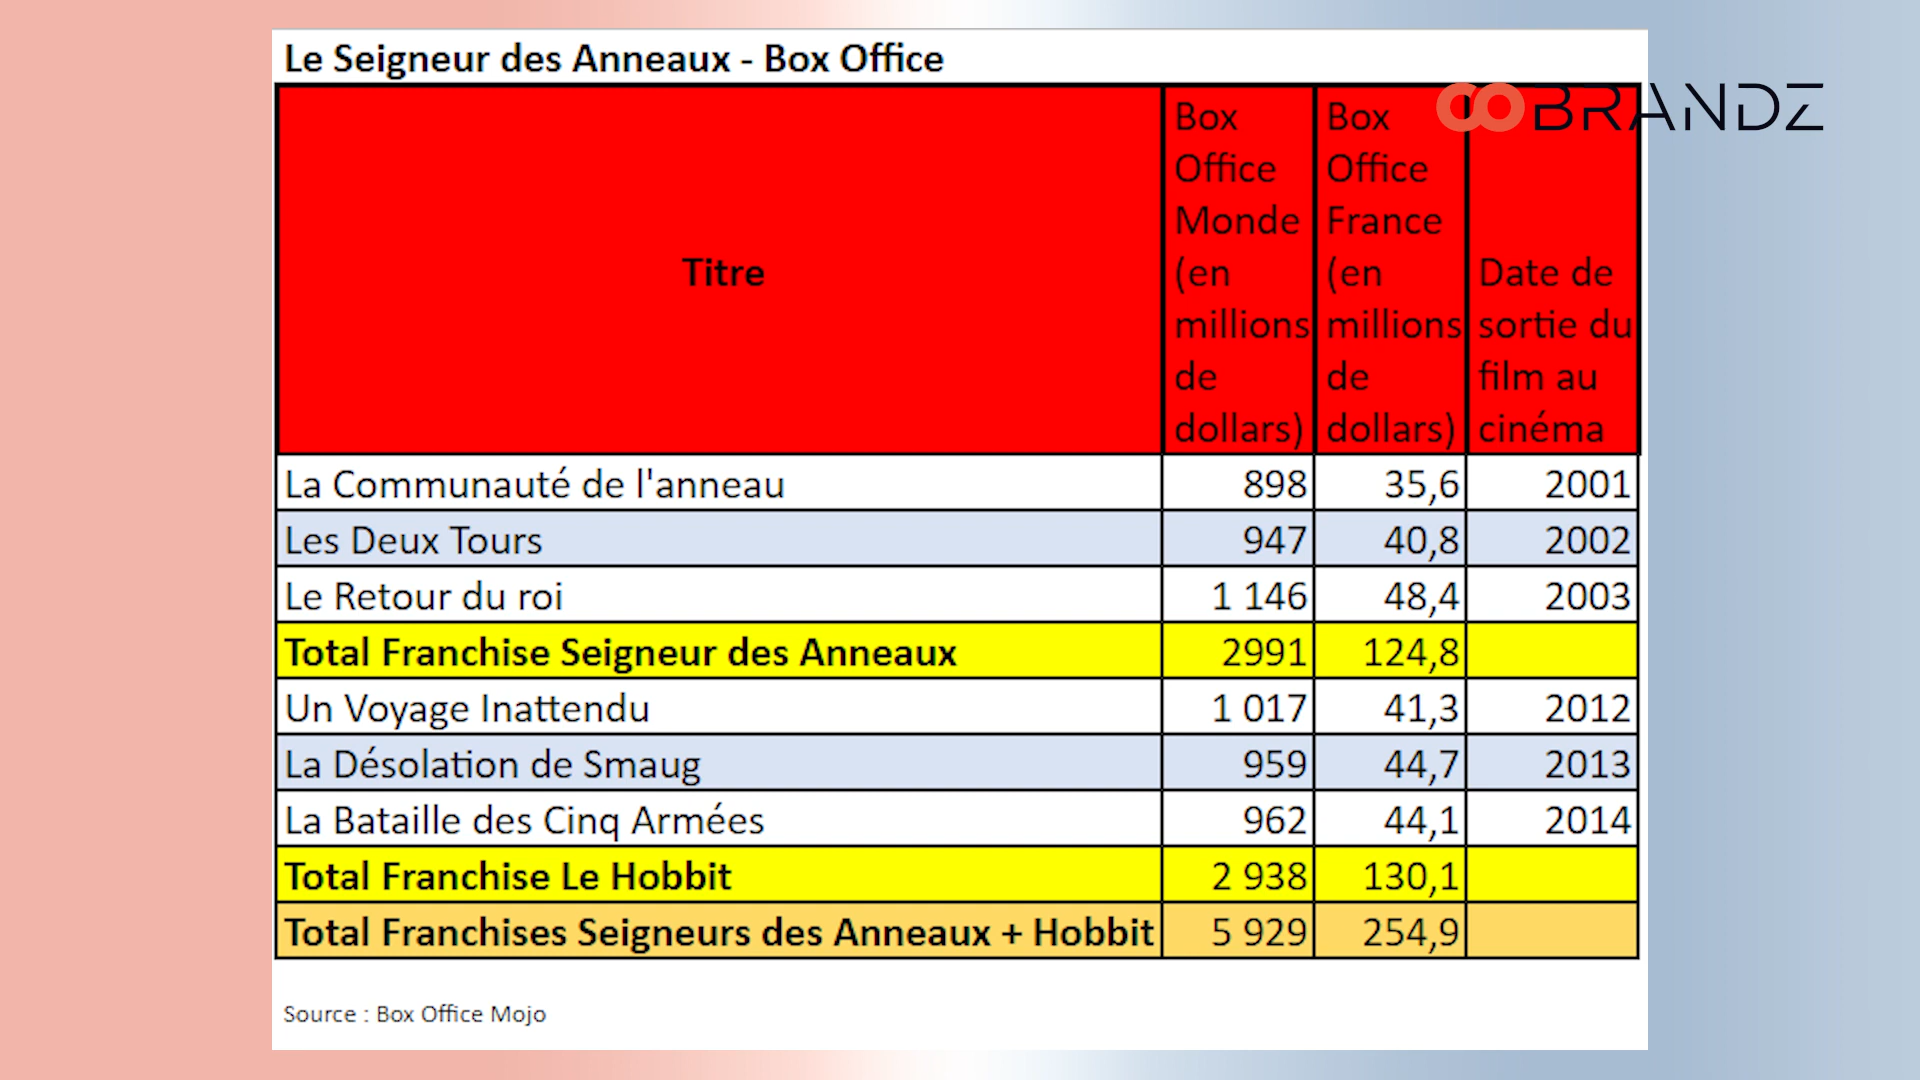 Le Seigneur des Anneaux - Box Office
BRANDZ
Titre
Box
Office
Monde
(en
millions
de
dollars)
Box
Office
France
(en
millions
de
dollars)
Date de
sortie du
film au
cinéma
La Communauté de l'anneau 898 35,6 2001
Les Deux Tours 947 40,8 2002
Le Retour du roi 1 146 48,4 2003
Total Franchise Seigneur des Anneaux 2991 124,8
Un Voyage Inattendu 1 017 41,3 2012
La Désolation de Smaug 959 44,7 2013
La Bataille des Cinq Armées 962 44,1 2014
Total Franchise Le Hobbit 2 938 130,1
Total Franchises Seigneurs des Anneaux + Hobbit 5 929 254,9
Source : Box Office Mojo